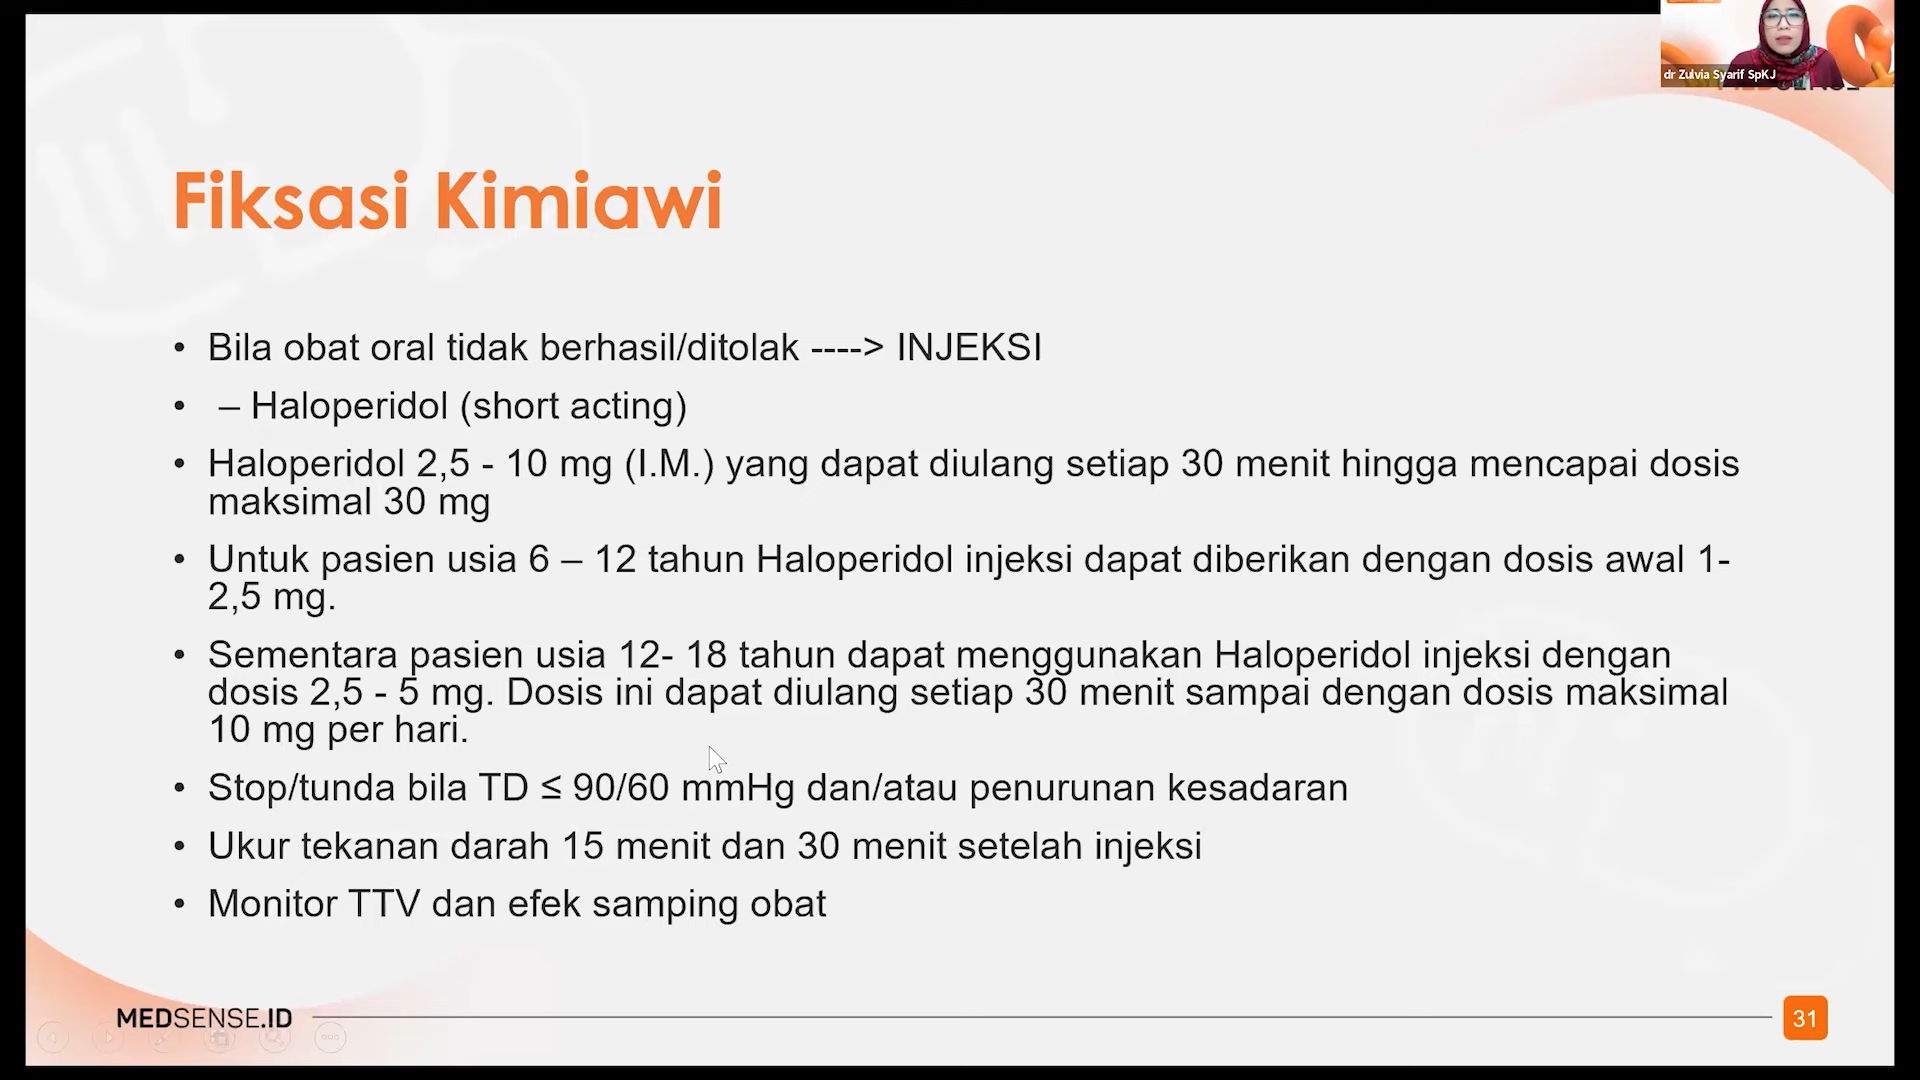 dr Zulvia Syarif SpKJ
Fiksasi Kimiawi
• Bila obat oral tidak berhasil/ditolak ----> INJEKSI
• – Haloperidol (short acting)
• Haloperidol 2,5 - 10 mg (I.M.) yang dapat diulang setiap 30 menit hingga mencapai dosis
maksimal 30 mg
• Untuk pasien usia 6 – 12 tahun Haloperidol injeksi dapat diberikan dengan dosis awal 1-
2,5 mg.
• Sementara pasien usia 12- 18 tahun dapat menggunakan Haloperidol injeksi dengan
dosis 2,5 - 5 mg. Dosis ini dapat diulang setiap 30 menit sampai dengan dosis maksimal
10 mg per hari.
• Stop/tunda bila TD ≤ 90/60 mmHg dan/atau penurunan kesadaran
• Ukur tekanan darah 15 menit dan 30 menit setelah injeksi
• Monitor TTV dan efek samping obat
MEDSENSE.ID
31